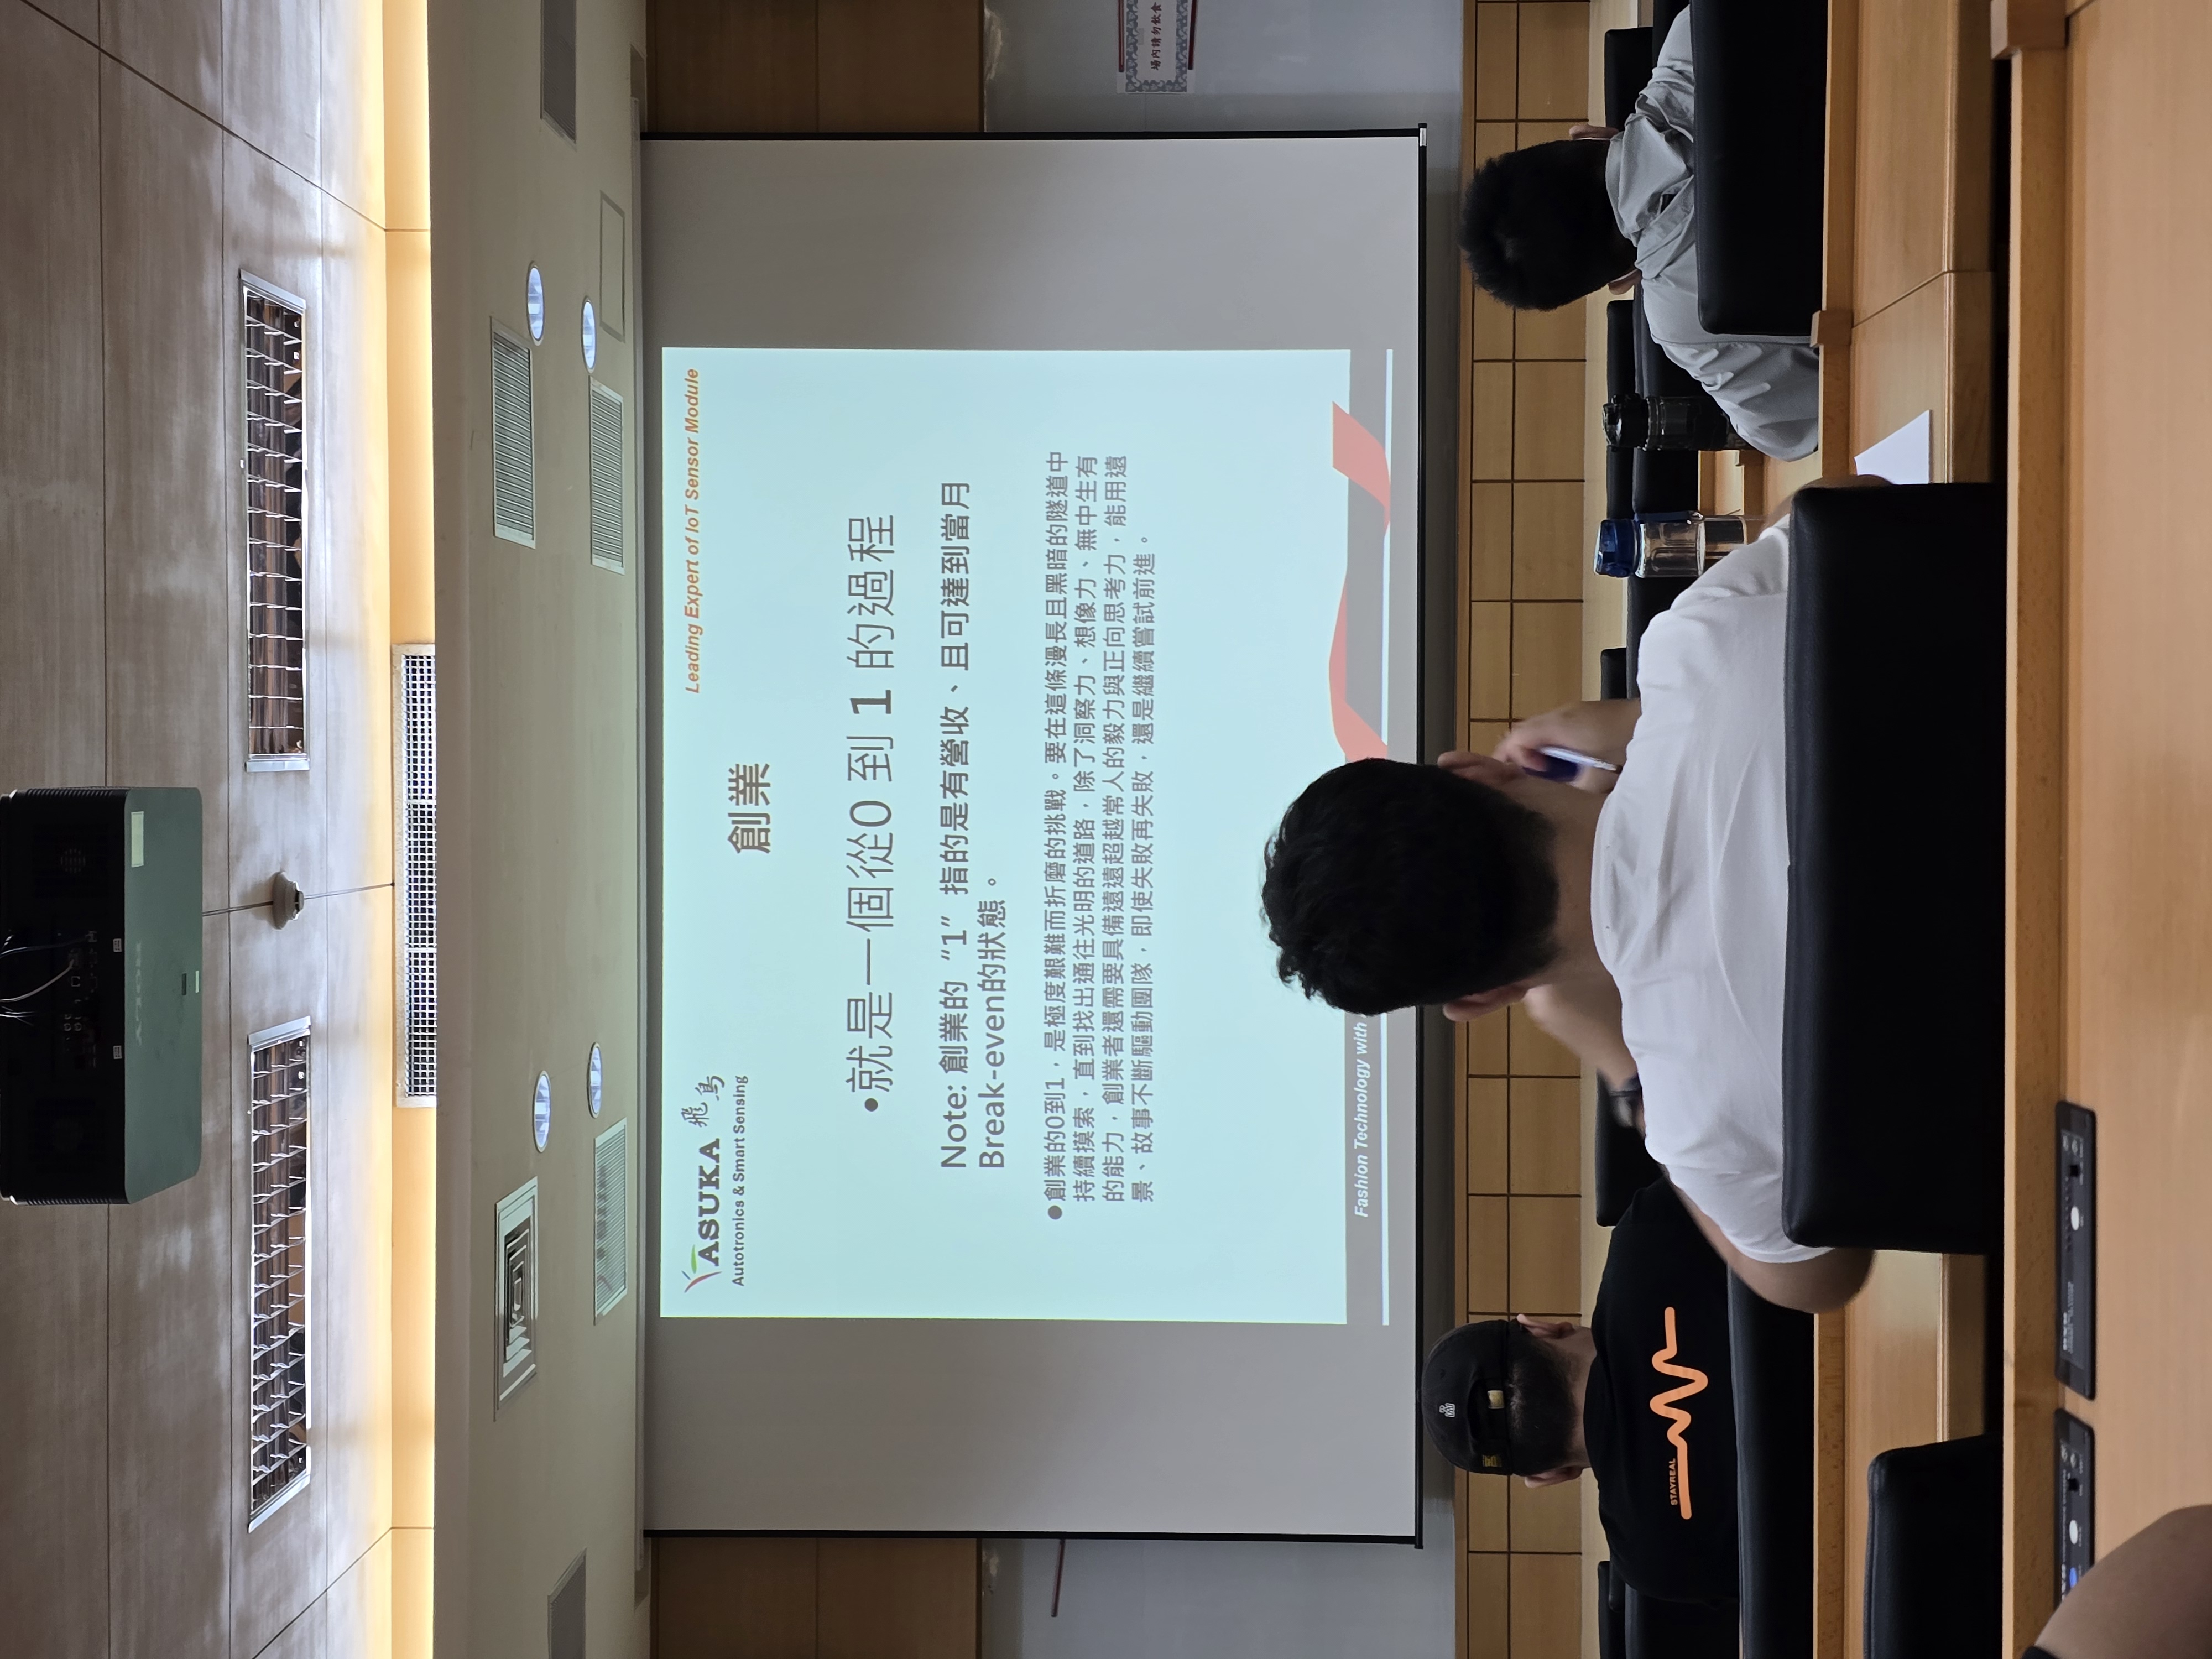 ASUKA 飛鳥
Autotronics & Smart Sensing
Leading Expert of IoT Sensor Module
創業
•就是一個從0 到 1 的過程
Note: 創業的“1”指的是有營收、且可達到當月
Break-even的狀態。
●創業的0到1，是極度艱難而折磨的挑戰。要在這條漫長且黑暗的隧道中
持續摸索，直到找出通往光明的道路，除了洞察力、想像力、無中生有
的能力，創業者還需要具備遠遠超越常人的毅力與正向思考力，能用遠
景、故事不斷驅動團隊，即使失敗再失敗，還是繼續嘗試前進。
場內請勿飲食
Fashion Technology with
STAYREAL